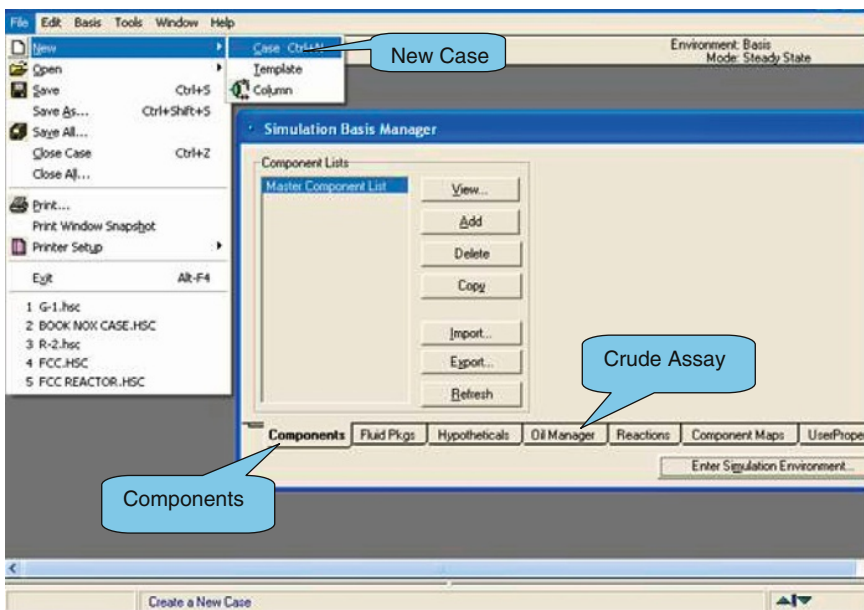 File Edit Basis Tools Window Help
New
Open
Save Ctrl+S
Save As... Ctrl+Shift+S
Save All...
Close Case Ctrl+Z
Close All...
Print...
Print Window Snapshot
Printer Setup
Exit Alt-F4
1 G-1.hsc
2 BOOK NOX CASE.HSC
3 R-2.hsc
4 FCC.HSC
5 FCC REACTOR.HSC
Case Ctrl+N
Template
Column
New Case
Environment: Basis
Mode: Steady State
Simulation Basis Manager
Component Lists
Master Component List
View...
Add
Delete
Copy
Import...
Export...
Refresh
Crude Assay
Components Fluid Pkgs Hypotheticals Oil Manager Reactions Component Maps UserPrope
Enter Simulation Environment...
Components
Create a New Case